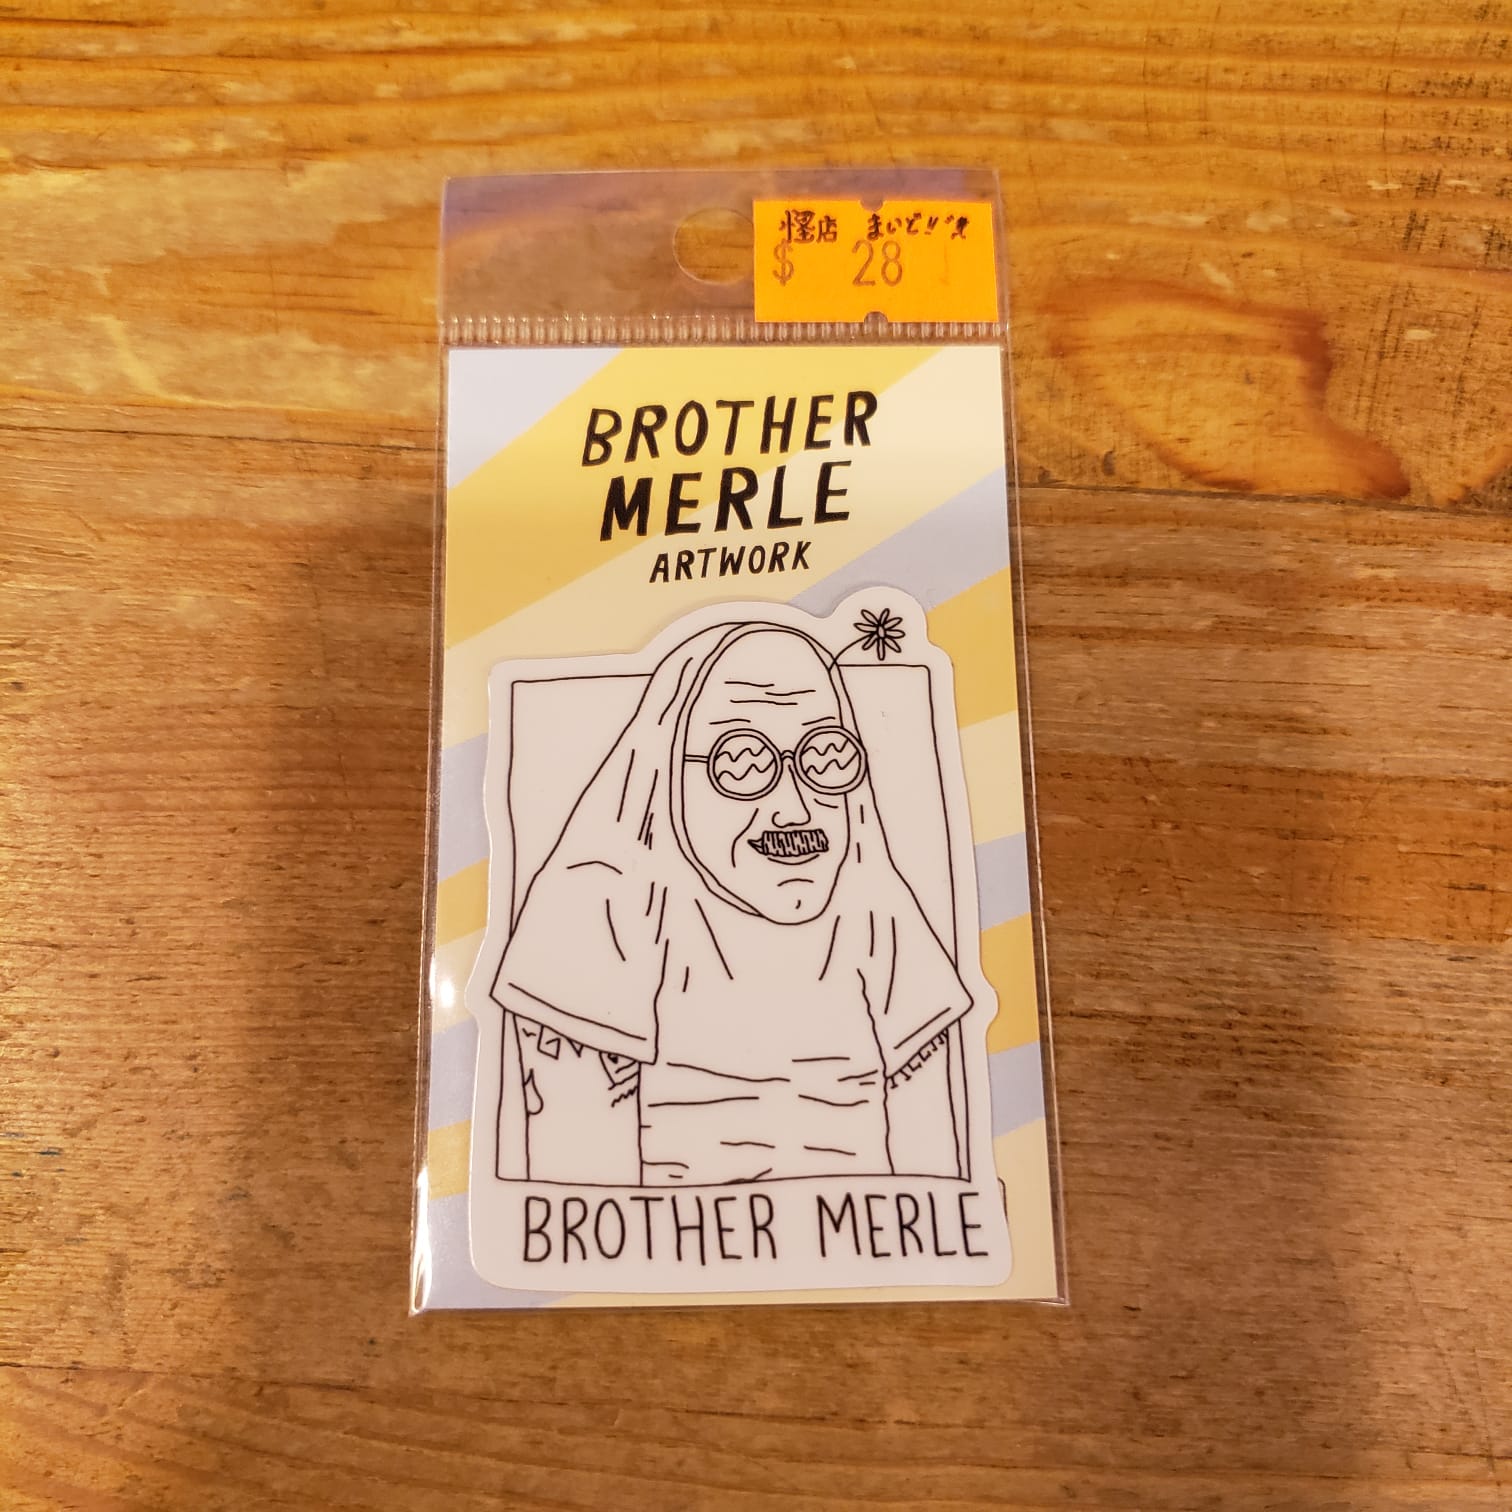 怪店 まいど!!
$ 28
BROTHER
MERLE
ARTWORK
BROTHER MERLE